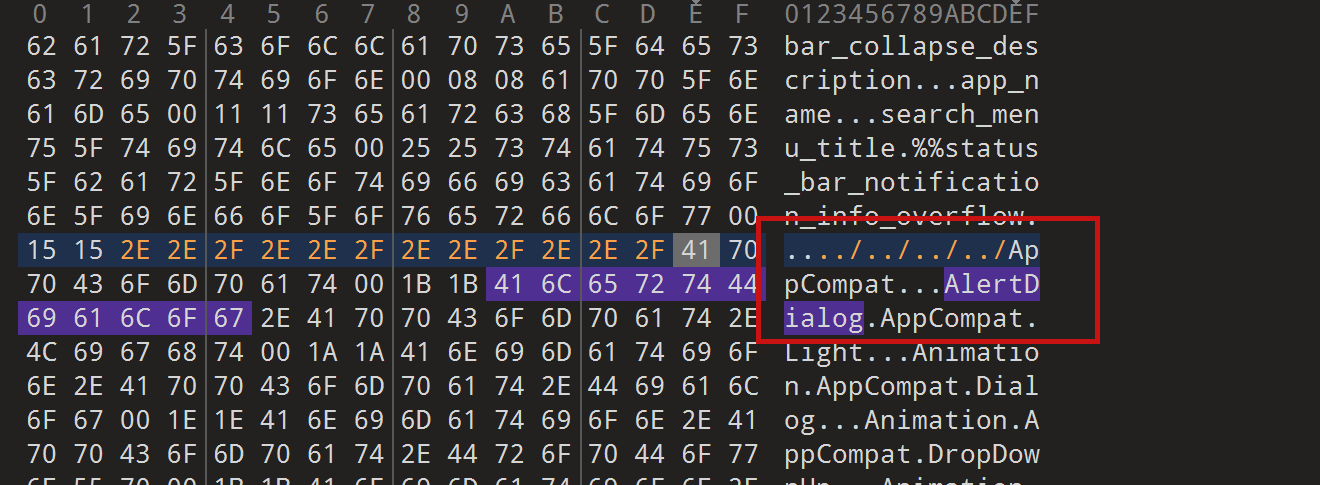 0 1 2 3 4 5 6 7 8 9 A B C D E F 0123456789ABCDEF
62 61 72 5F 63 6F 6C 6C 61 70 73 65 5F 64 65 73 bar_collapse_des
63 72 69 70 74 69 6F 6E 00 08 08 61 70 70 5F 6E cription...app_n
61 6D 65 00 11 11 73 65 61 72 63 68 5F 6D 65 6E ame...search_men
75 5F 74 69 74 6C 65 00 25 25 73 74 61 74 75 73 u_title.%%status
5F 62 61 72 5F 6E 6F 74 69 66 69 63 61 74 69 6F _bar_notificatio
6E 5F 69 6E 66 6F 5F 6F 76 65 72 66 6C 6F 77 00 n_info_overflow.
15 15 2E 2E 2F 2E 2E 2F 2E 2E 2F 2E 2E 2F 41 70 ..../../../../Ap
70 43 6F 6D 70 61 74 00 1B 1B 41 6C 65 72 74 44 pCompat...AlertD
69 61 6C 6F 67 2E 41 70 70 43 6F 6D 70 61 74 2E ialog.AppCompat.
4C 69 67 68 74 00 1A 1A 41 6E 69 6D 61 74 69 6F Light...Animatio
6E 2E 41 70 70 43 6F 6D 70 61 74 2E 44 69 61 6C n.AppCompat.Dial
6F 67 00 1E 1E 41 6E 69 6D 61 74 69 6F 6E 2E 41 og...Animation.A
70 70 43 6F 6D 70 61 74 2E 44 72 6F 70 44 6F 77 ppCompat.DropDow